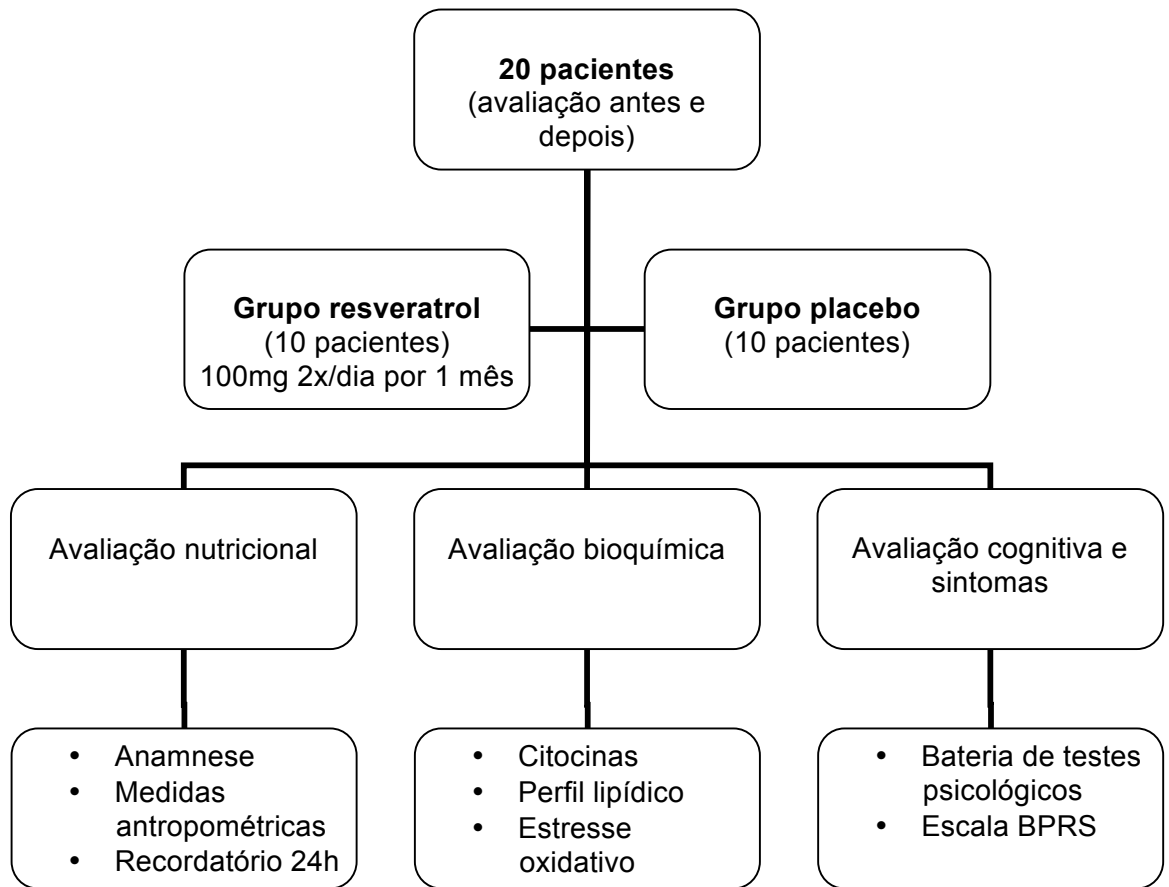 20 pacientes
(avaliação antes e
depois)
Grupo resveratrol
(10 pacientes)
100mg 2x/dia por 1 mês
Grupo placebo
(10 pacientes)
Avaliação nutricional
Avaliação bioquímica
Avaliação cognitiva e
sintomas
• Anamnese
• Medidas
antropométricas
• Recordatório 24h
• Citocinas
• Perfil lipídico
• Estresse
oxidativo
• Bateria de testes
psicológicos
• Escala BPRS